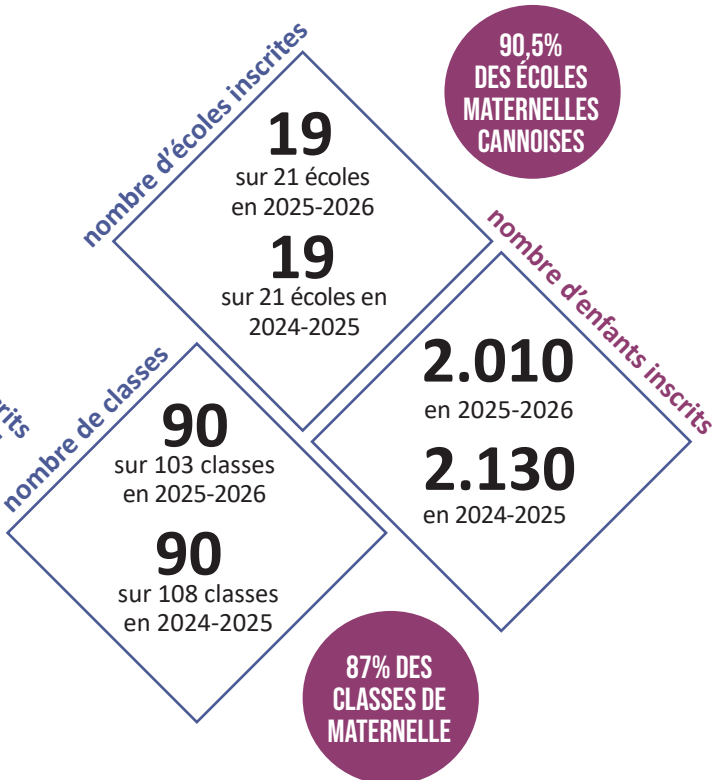 90,5%
DES ÉCOLES
MATERNELLES
CANNOISES
nombre d'écoles inscrites
19
sur 21 écoles
en 2025-2026
19
sur 21 écoles en
2024-2025
nombre d'enfants inscrits
2.010
en 2025-2026
2.130
en 2024-2025
crits
nombre de classes
90
sur 103 classes
en 2025-2026
90
sur 108 classes
en 2024-2025
87% DES
CLASSES DE
MATERNELLE